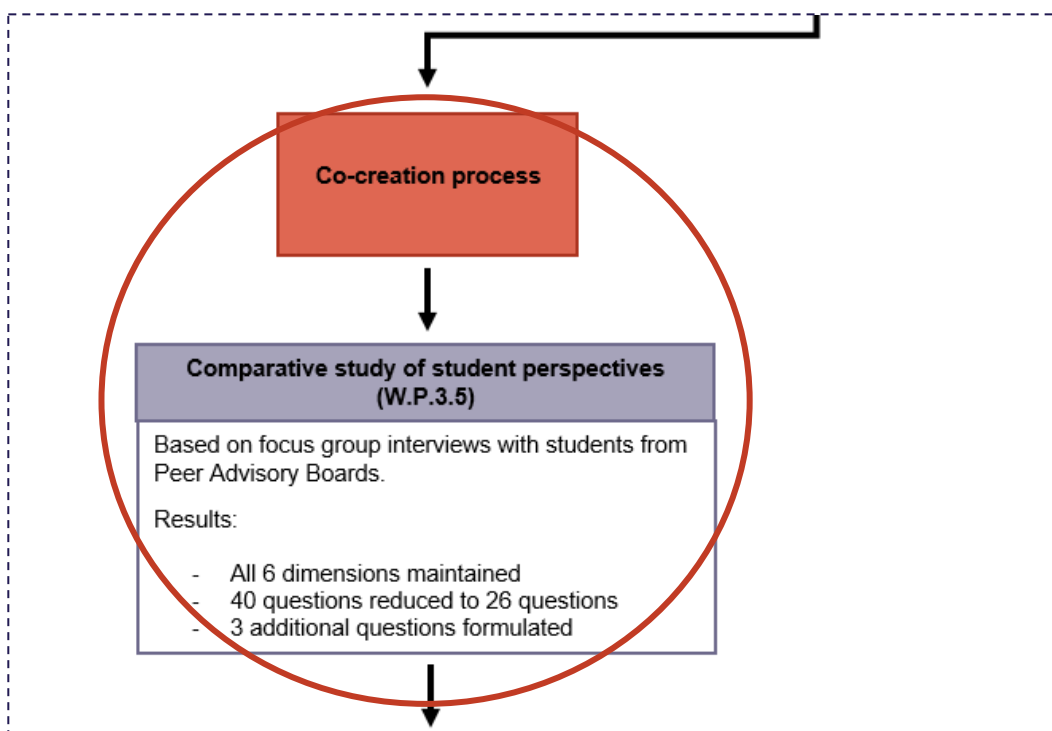 Co-creation process
Comparative study of student perspectives
(W.P.3.5)
Based on focus group interviews with students from
Peer Advisory Boards.
Results:
- All 6 dimensions maintained
- 40 questions reduced to 26 questions
- 3 additional questions formulated